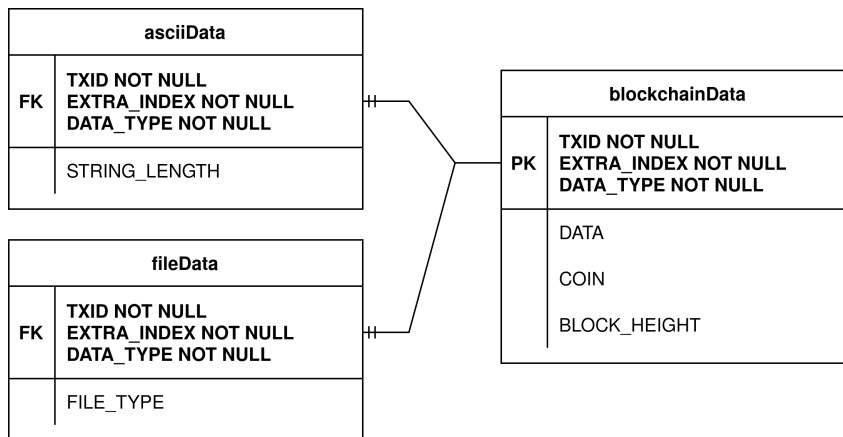 asciiData
FK
TXID NOT NULL
EXTRA_INDEX NOT NULL
DATA_TYPE NOT NULL
STRING_LENGTH
fileData
FK
TXID NOT NULL
EXTRA_INDEX NOT NULL
DATA_TYPE NOT NULL
FILE_TYPE
blockchainData
PK
TXID NOT NULL
EXTRA_INDEX NOT NULL
DATA_TYPE NOT NULL
DATA
COIN
BLOCK_HEIGHT